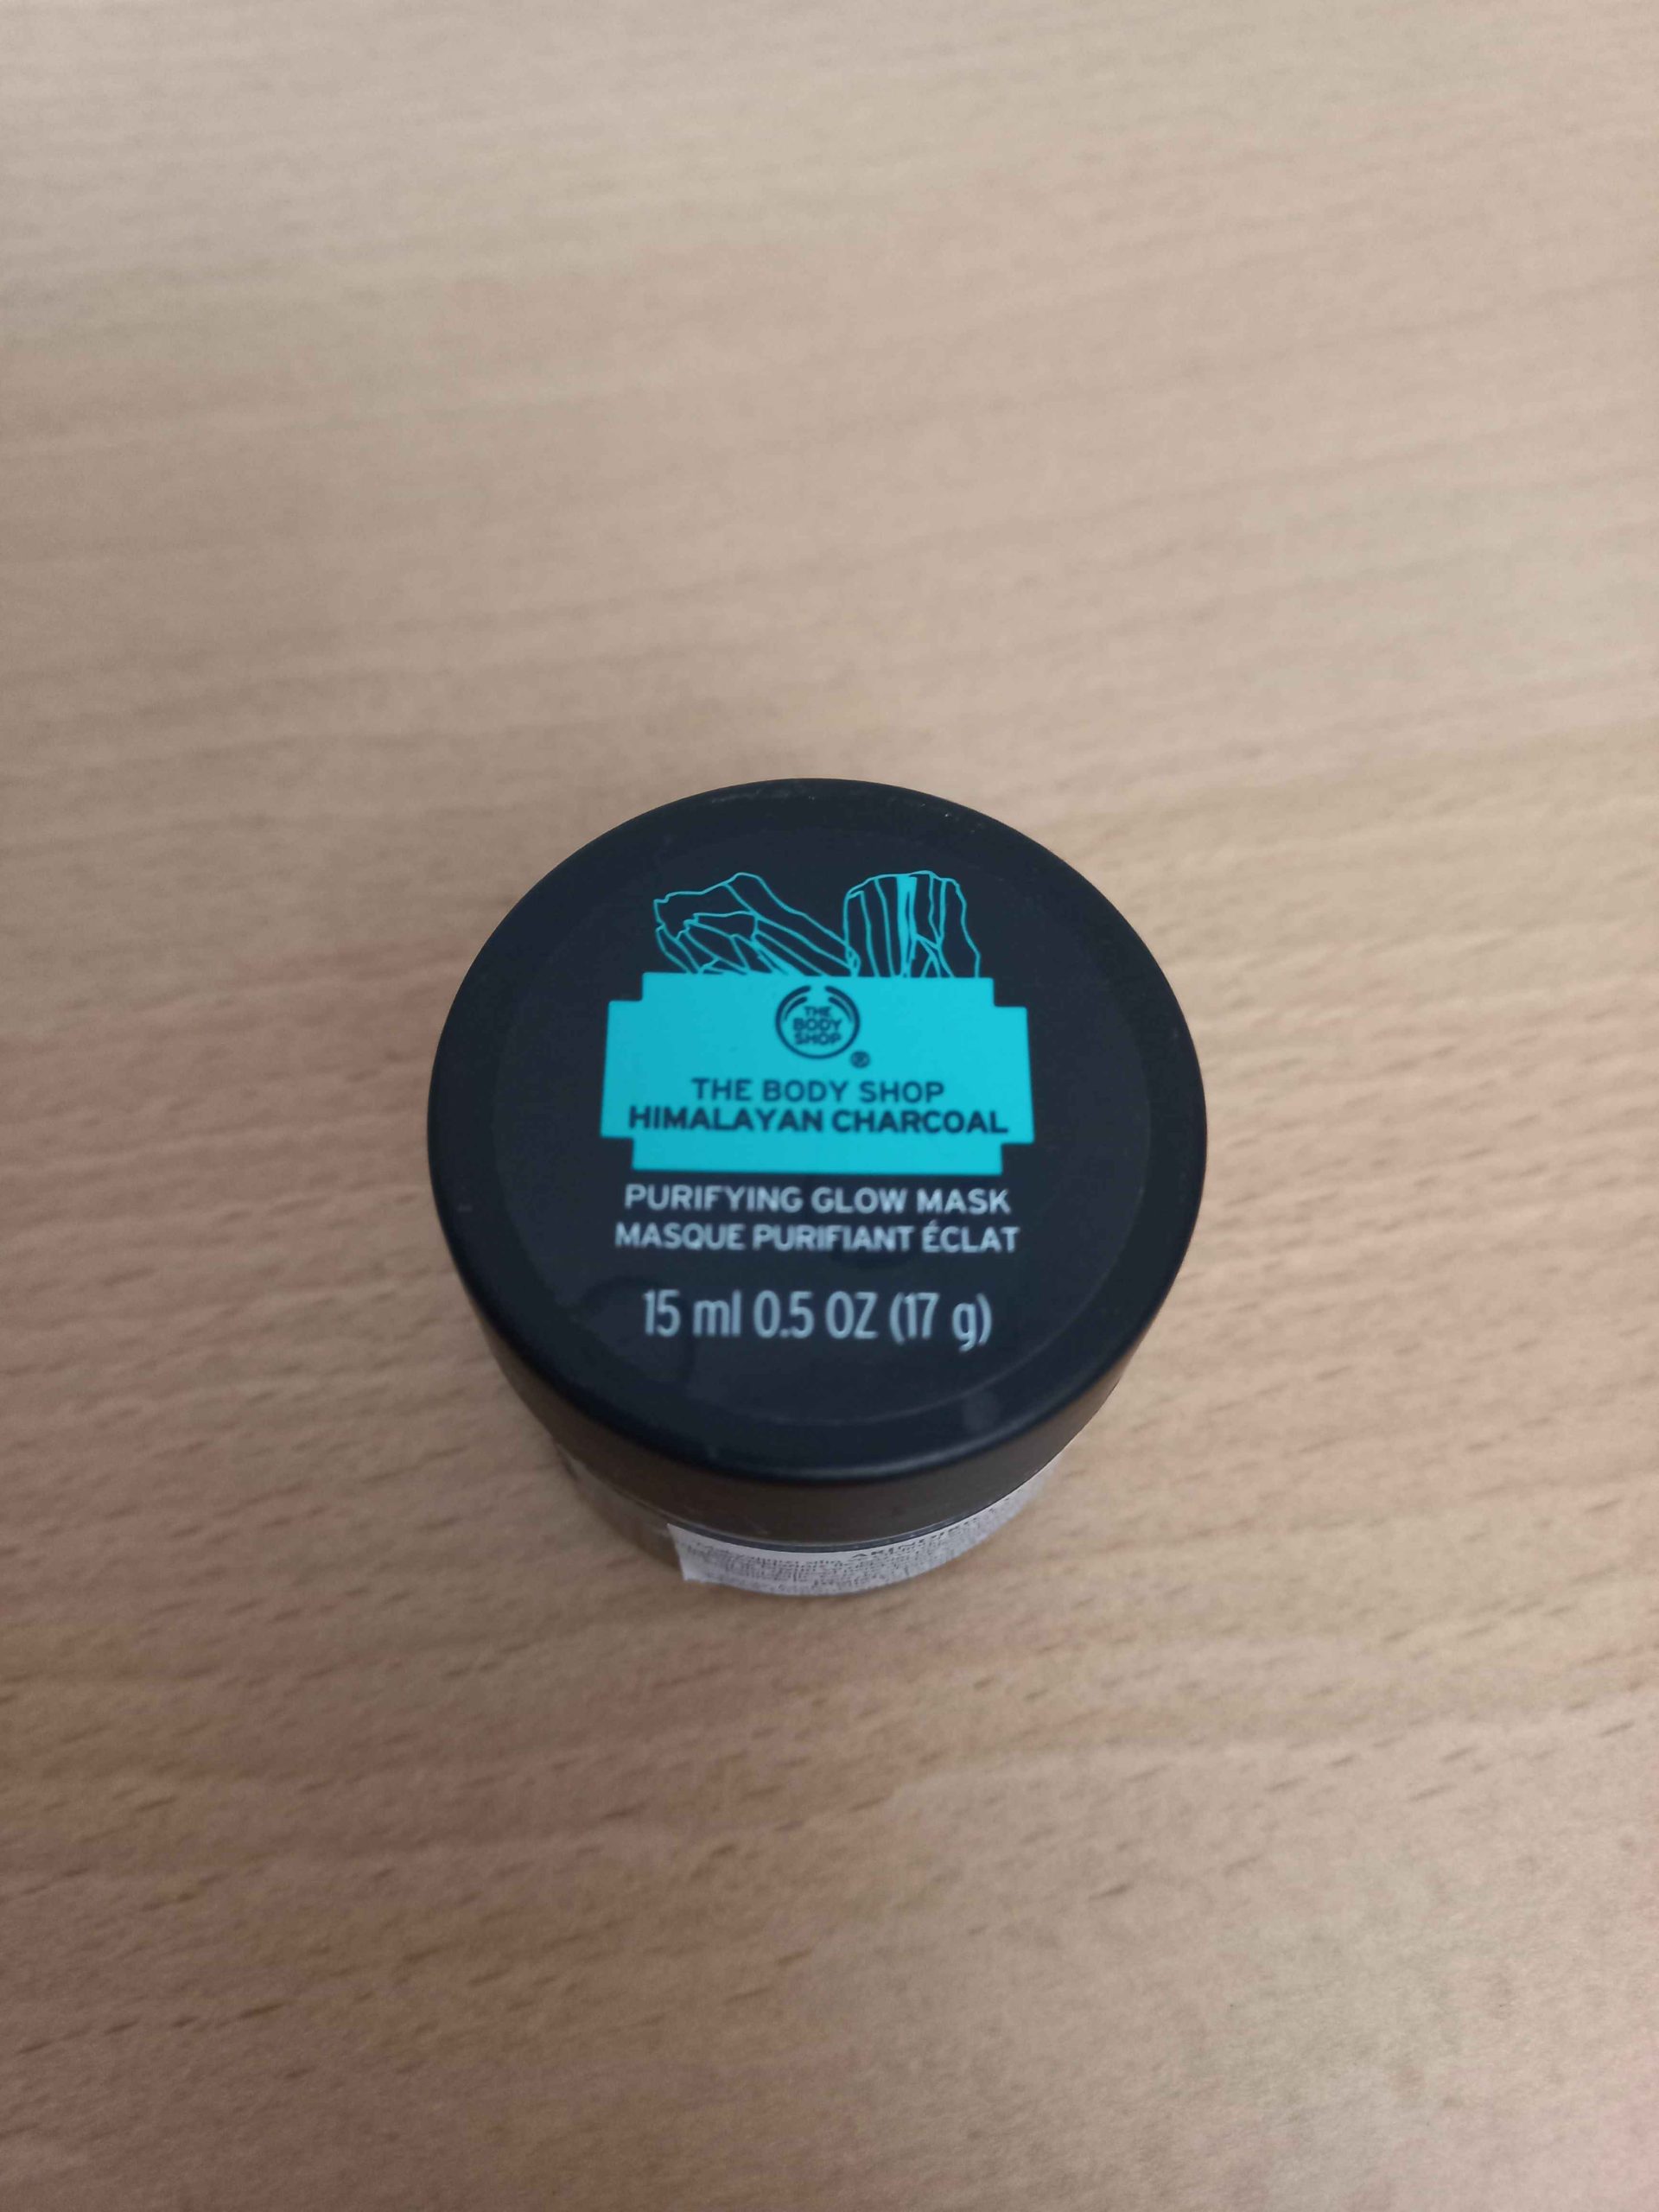 THE
BODY
SHOP
®
THE BODY SHOP
HIMALAYAN CHARCOAL
PURIFYING GLOW MASK
MASQUE PURIFIANT ÉCLAT
15 ml 0.5 OZ (17 g)